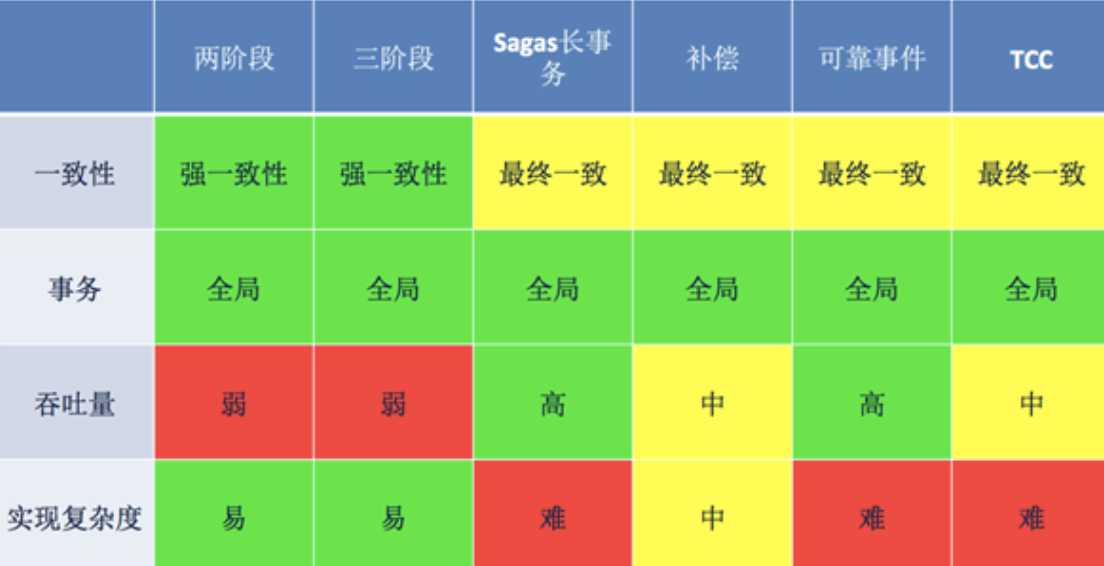 两阶段 三阶段 Sagas长事务 补偿 可靠事件 TCC
一致性 强一致性 强一致性 最终一致 最终一致 最终一致 最终一致
事务 全局 全局 全局 全局 全局 全局
吞吐量 弱 弱 高 中 高 中
实现复杂度 易 易 难 中 难 难